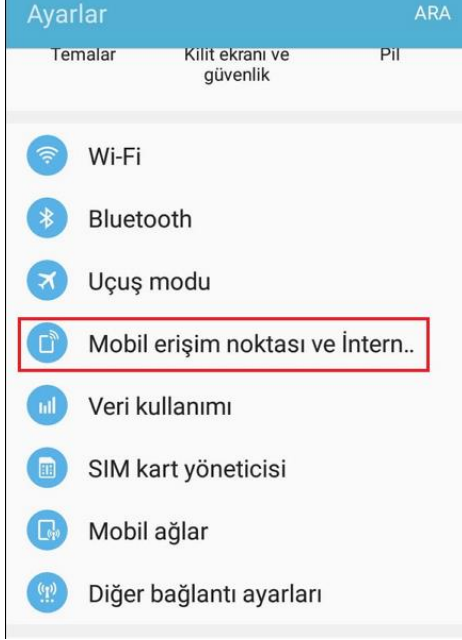 Ayarlar ARA
Temalar Kilit ekranı ve Pil
güvenlik
Wi-Fi
Bluetooth
Uçuş modu
Mobil erişim noktası ve İntern..
Veri kullanımı
SIM kart yöneticisi
Mobil ağlar
Diğer bağlantı ayarları